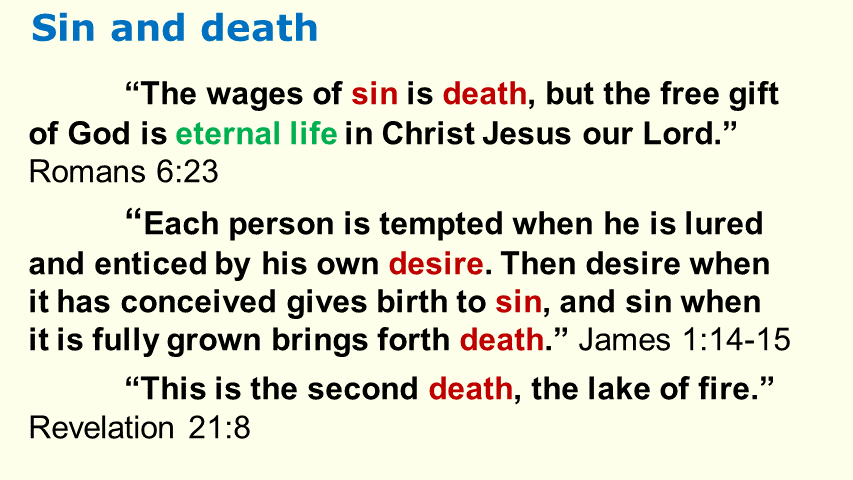 Sin and death
“The wages of sin is death, but the free gift
of God is eternal life in Christ Jesus our Lord.”
Romans 6:23
“Each person is tempted when he is lured
and enticed by his own desire. Then desire when
it has conceived gives birth to sin, and sin when
it is fully grown brings forth death.” James 1:14-15
“This is the second death, the lake of fire.”
Revelation 21:8